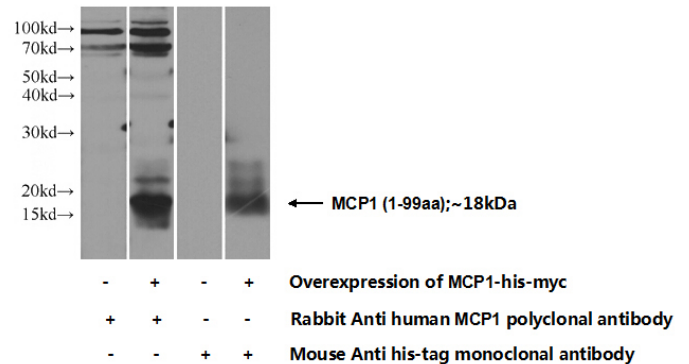 100kd→
70kd→
50kd→
40kd→
30kd→
20kd→
15kd→
MCP1 (1-99aa);~18kDa
- + - + Overexpression of MCP1-his-myc
+ + - - Rabbit Anti human MCP1 polyclonal antibody
- - + + Mouse Anti his-tag monoclonal antibody